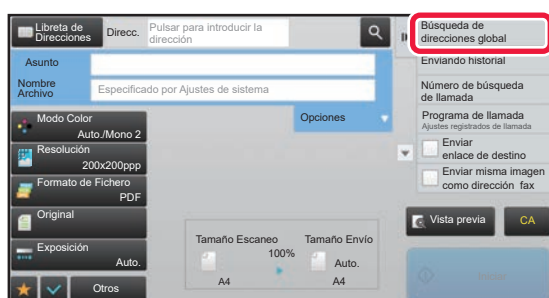 Libreta de
Direcciones
Direcc.
Pulsar para introducir la
dirección
Asunto
Nombre
Archivo
Especificado por Ajustes de sistema
Opciones
Modo Color
Auto./Mono 2
Resolución
200x200ppp
Formato de Fichero
PDF
Original
Exposición
Auto.
Otros
Tamaño Escaneo
100%
Tamaño Envío
A4
Auto.
A4
Búsqueda de
direcciones global
Enviando historial
Número de búsqueda
de llamada
Programa de llamada
Ajustes registrados de llamada
Enviar
enlace de destino
Enviar misma imagen
como dirección fax
Vista previa
CA